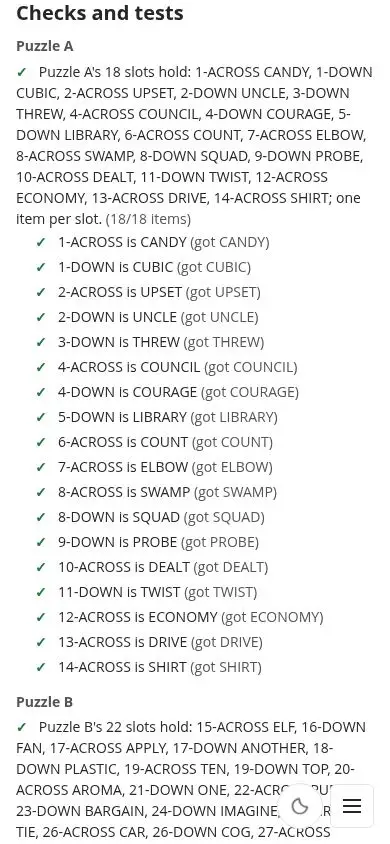 Checks and tests
Puzzle A
✓ Puzzle A's 18 slots hold: 1-ACROSS CANDY, 1-DOWN
CUBIC, 2-ACROSS UPSET, 2-DOWN UNCLE, 3-DOWN
THREW, 4-ACROSS COUNCIL, 4-DOWN COURAGE, 5-
DOWN LIBRARY, 6-ACROSS COUNT, 7-ACROSS ELBOW,
8-ACROSS SWAMP, 8-DOWN SQUAD, 9-DOWN PROBE,
10-ACROSS DEALT, 11-DOWN TWIST, 12-ACROSS
ECONOMY, 13-ACROSS DRIVE, 14-ACROSS SHIRT; one
item per slot. (18/18 items)
✓ 1-ACROSS is CANDY (got CANDY)
✓ 1-DOWN is CUBIC (got CUBIC)
✓ 2-ACROSS is UPSET (got UPSET)
✓ 2-DOWN is UNCLE (got UNCLE)
✓ 3-DOWN is THREW (got THREW)
✓ 4-ACROSS is COUNCIL (got COUNCIL)
✓ 4-DOWN is COURAGE (got COURAGE)
✓ 5-DOWN is LIBRARY (got LIBRARY)
✓ 6-ACROSS is COUNT (got COUNT)
✓ 7-ACROSS is ELBOW (got ELBOW)
✓ 8-ACROSS is SWAMP (got SWAMP)
✓ 8-DOWN is SQUAD (got SQUAD)
✓ 9-DOWN is PROBE (got PROBE)
✓ 10-ACROSS is DEALT (got DEALT)
✓ 11-DOWN is TWIST (got TWIST)
✓ 12-ACROSS is ECONOMY (got ECONOMY)
✓ 13-ACROSS is DRIVE (got DRIVE)
✓ 14-ACROSS is SHIRT (got SHIRT)
Puzzle B
✓ Puzzle B's 22 slots hold: 15-ACROSS ELF, 16-DOWN
FAN, 17-ACROSS APPLY, 17-DOWN ANOTHER, 18-
DOWN PLASTIC, 19-ACROSS TEN, 19-DOWN TOP, 20-
ACROSS AROMA, 21-DOWN ONE, 22-ACROSS
23-DOWN BARGAIN, 24-DOWN IMAGINE,
TIE, 26-ACROSS CAR, 26-DOWN COG, 27-ACROSS